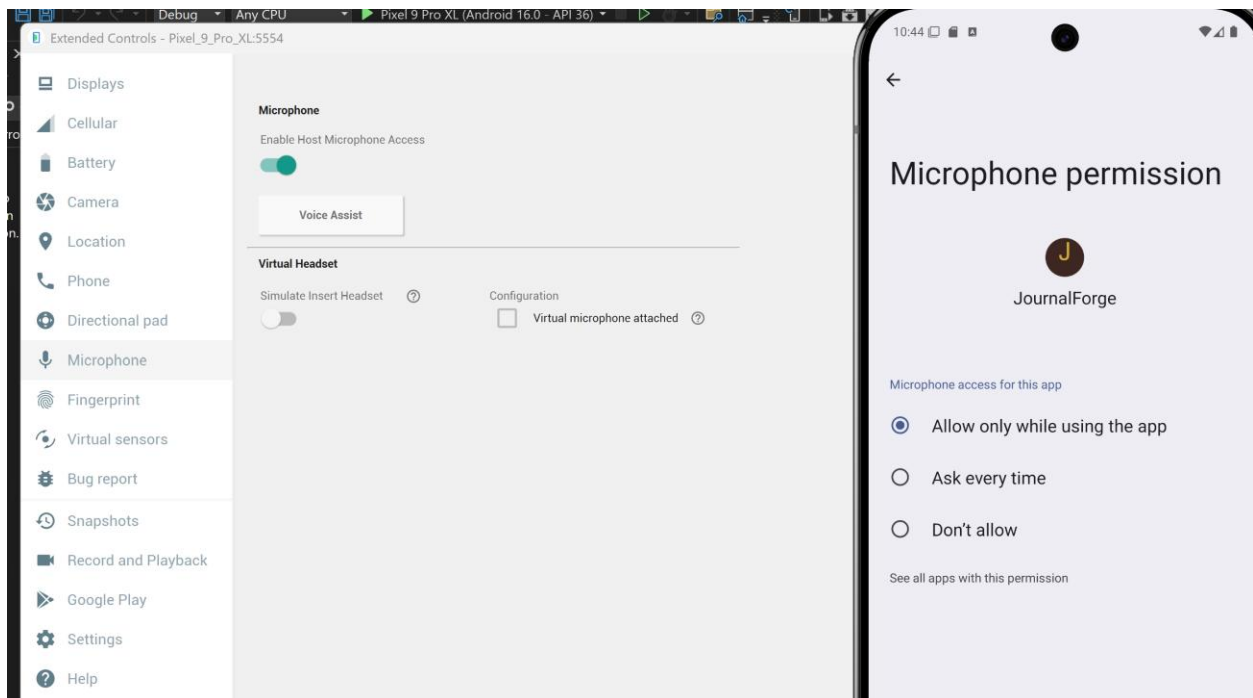 Debug Any CPU Pixel 9 Pro XL (Android 16.0 - API 36)
Extended Controls - Pixel_9_Pro_XL:5554
Displays
Cellular
Battery
Camera
Location
Phone
Directional pad
Microphone
Fingerprint
Virtual sensors
Bug report
Snapshots
Record and Playback
Google Play
Settings
Help
Microphone
Enable Host Microphone Access
Voice Assist
Virtual Headset
Simulate Insert Headset
Configuration
Virtual microphone attached
10:44
Microphone permission
J
JournalForge
Microphone access for this app
Allow only while using the app
Ask every time
Don’t allow
See all apps with this permission